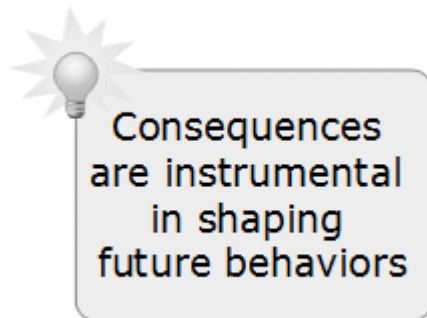 Consequences
are instrumental
in shaping
future behaviors